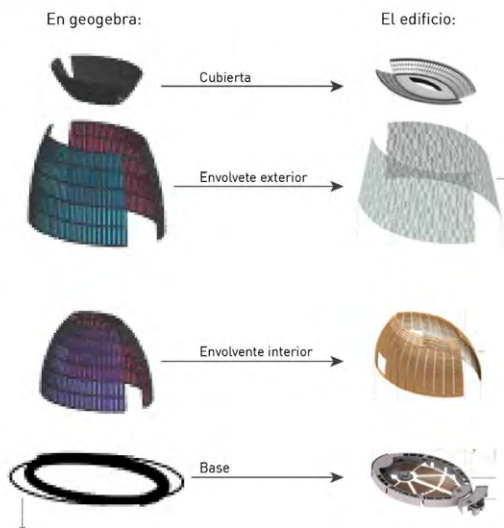 En geogebra:
El edificio:
Cubierta
Envolvete exterior
Envolvente interior
Base